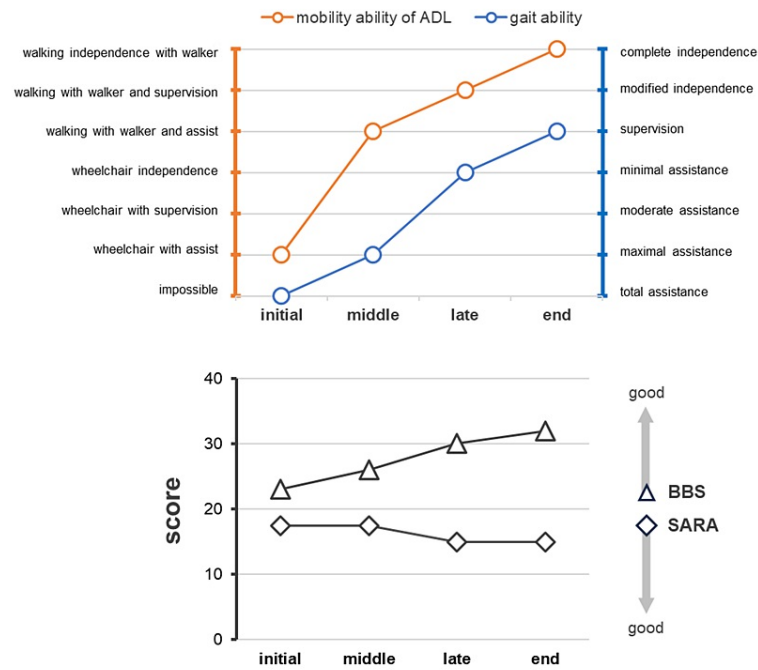 mobility ability of ADL gait ability
walking independence with walker complete independence
walking with walker and supervision modified independence
walking with walker and assist supervision
wheelchair independence minimal assistance
wheelchair with supervision moderate assistance
wheelchair with assist maximal assistance
impossible total assistance
initial middle late end
40
good
30
BBS
score
20
SARA
10
good
0
initial middle late end